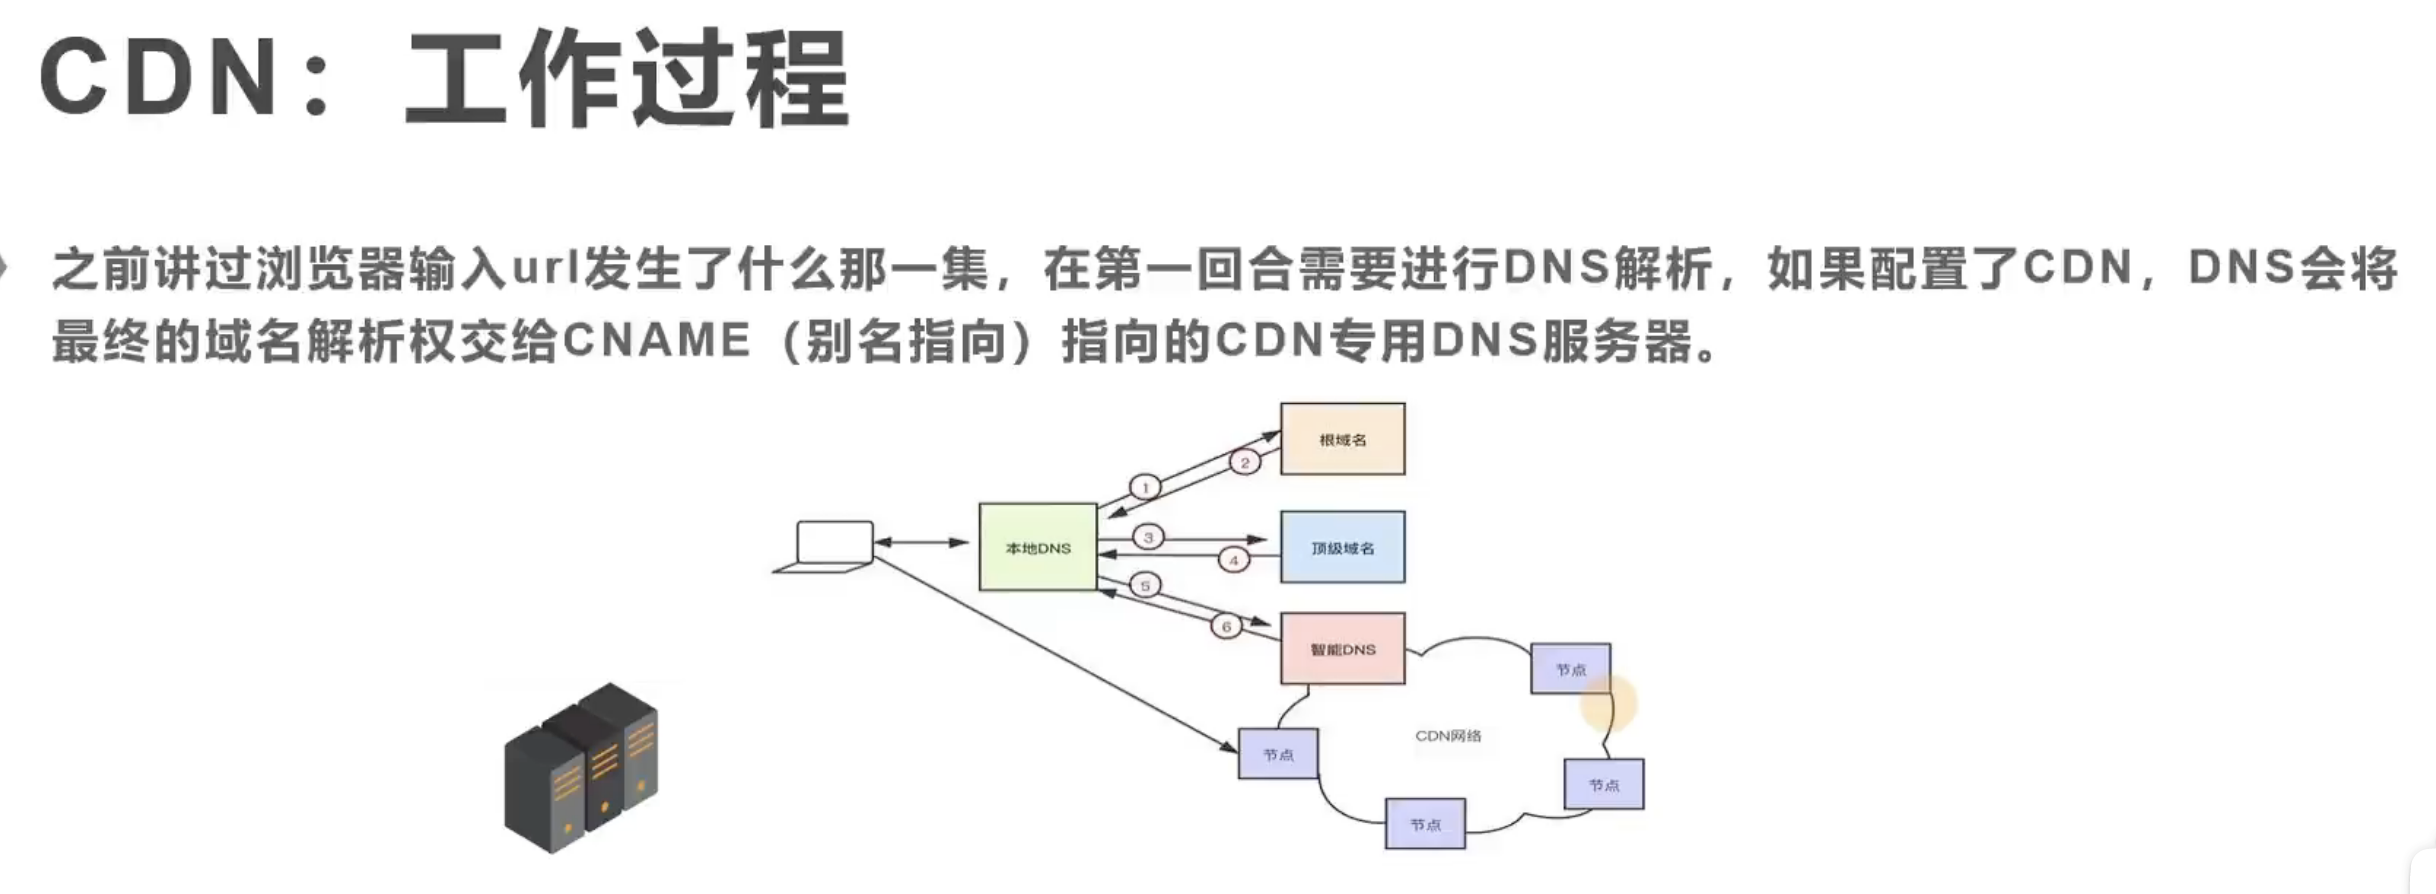 CDN：工作过程
之前讲过浏览器输入url发生了什么那一集，在第一回合需要进行DNS解析，如果配置了CDN，DNS会将
最终的域名解析权交给CNAME（别名指向）指向的CDN专用DNS服务器。
根域名
2
1
本地DNS
3
顶级域名
4
5
6
智能DNS
节点
CDN网络
节点
节点
节点